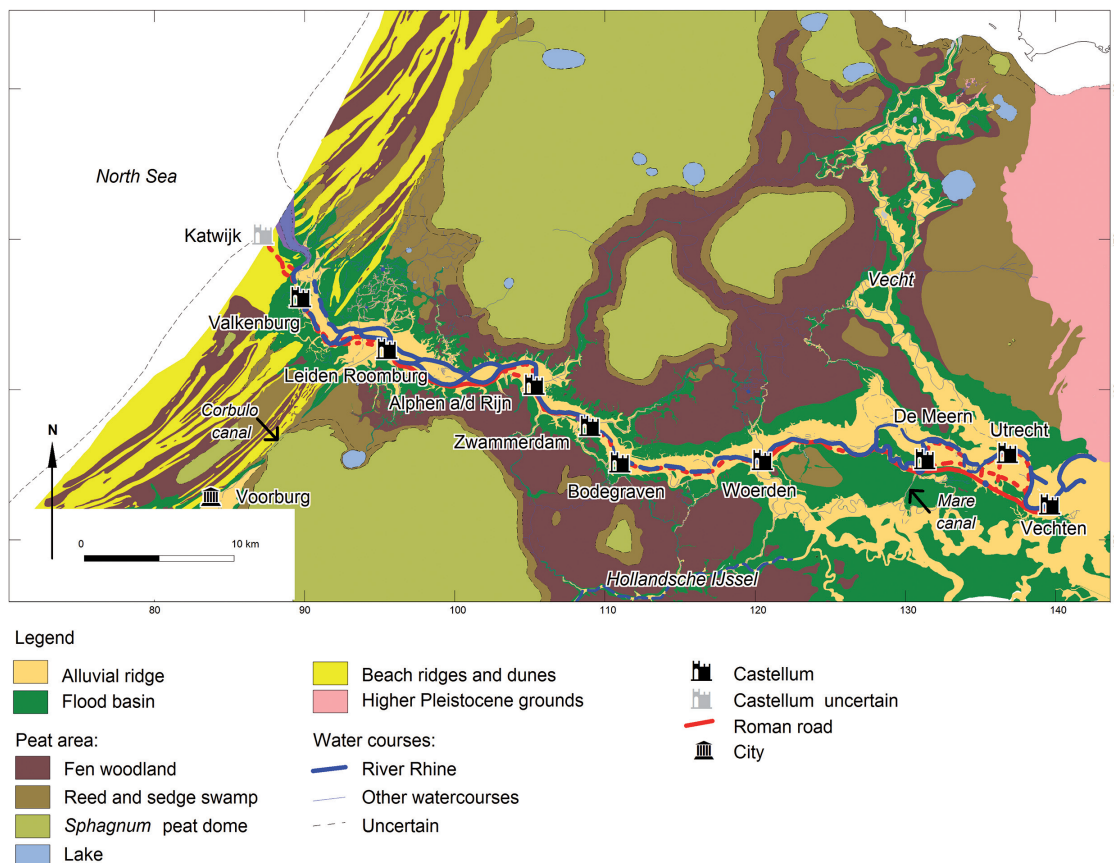 North Sea
Katwijk
Valkenburg
Vecht
Leiden Roomburg
Alphen a/d Rijn
Corbulo
canal
De Meern
Utrecht
Zwammerdam
N
Bodegraven
Woerden
Voorburg
Mare
canal
Vechten
0 10 km
Hollandsche IJssel
80 90 100 110 120 130 140
Legend
Alluvial ridge
Flood basin
Peat area:
Fen woodland
Reed and sedge swamp
Sphagnum peat dome
Lake
Beach ridges and dunes
Higher Pleistocene grounds
Water courses:
River Rhine
Other watercourses
Uncertain
Castellum
Castellum uncertain
Roman road
City